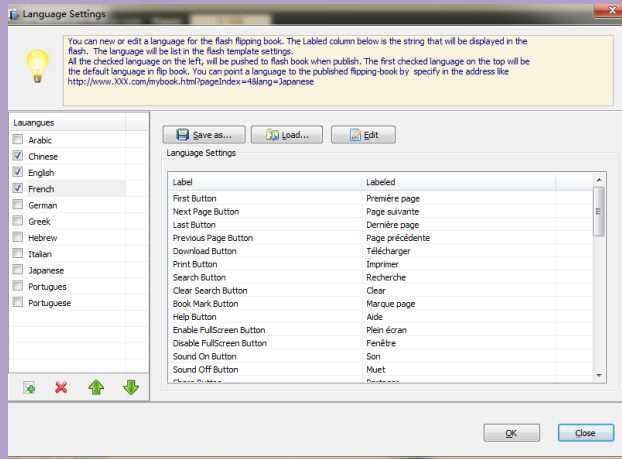 Language Settings
You can new or edit a language for the flash flipping book. The Labled column below is the string that will be displayed in the
flash. The language will be list in the flash template settings.
All the checked language on the left, will be pushed to flash book when publish. The first checked language on the top will be
the default language in flip book. You can point a language to the published flipping-book by specify in the address like
http://www.XXX.com/mybook.html?pageIndex=4&lang=Japanese
Lauangues
Arabic
Chinese
English
French
German
Greek
Hebrew
Italian
Japanese
Portugues
Portuguese
Save as...
Load...
Edit
Language Settings
Label Labeled
First Button Première page
Next Page Button Page suivante
Last Button Dernière page
Previous Page Button Page précédente
Download Button Télécharger
Print Button Imprimer
Search Button Recherche
Clear Search Button Clear
Book Mark Button Marque page
Help Button Aide
Enable FullScreen Button Plein écran
Disable FullScreen Button Fenêtre
Sound On Button Son
Sound Off Button Muet
Share Button Partager
OK
Close